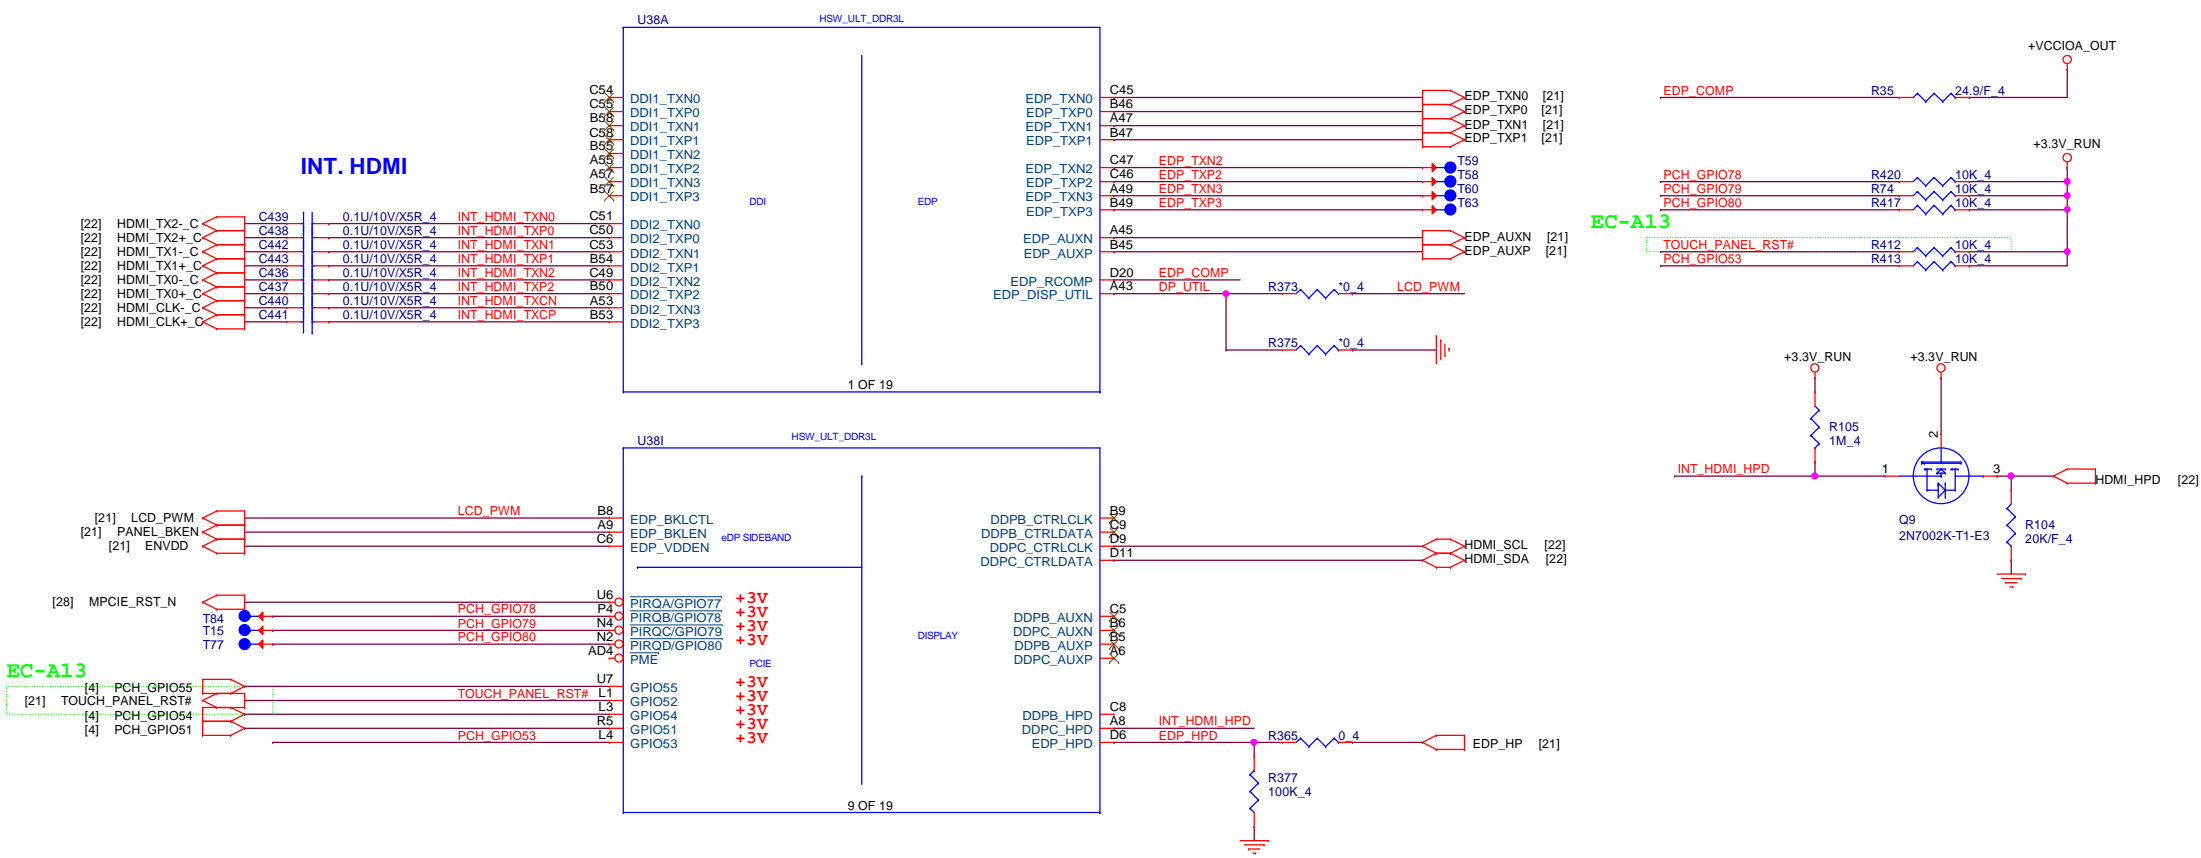 U38A
HSW_ULT_DDR3L
INT. HDMI
C54 DDI1_TXN0
C55 DDI1_TXP0
B58 DDI1_TXN1
C58 DDI1_TXP1
B55 DDI1_TXN2
A55 DDI1_TXP2
A57 DDI1_TXN3
B57 DDI1_TXP3
DDI
EDP
[22] HDMI_TX2-_C C439 0.1U/10V/X5R_4 INT_HDMI_TXN0 C51 DDI2_TXN0
[22] HDMI_TX2+_C C438 0.1U/10V/X5R_4 INT_HDMI_TXP0 C50 DDI2_TXP0
[22] HDMI_TX1-_C C442 0.1U/10V/X5R_4 INT_HDMI_TXN1 C53 DDI2_TXN1
[22] HDMI_TX1+_C C443 0.1U/10V/X5R_4 INT_HDMI_TXP1 B54 DDI2_TXP1
[22] HDMI_TX0-_C C436 0.1U/10V/X5R_4 INT_HDMI_TXN2 C49 DDI2_TXN2
[22] HDMI_TX0+_C C437 0.1U/10V/X5R_4 INT_HDMI_TXP2 B50 DDI2_TXP2
[22] HDMI_CLK-_C C440 0.1U/10V/X5R_4 INT_HDMI_TXCN A53 DDI2_TXN3
[22] HDMI_CLK+_C C441 0.1U/10V/X5R_4 INT_HDMI_TXCP B53 DDI2_TXP3
EDP_TXN0 C45 EDP_TXN0 [21]
EDP_TXP0 B46 EDP_TXP0 [21]
EDP_TXN1 A47 EDP_TXN1 [21]
EDP_TXP1 B47 EDP_TXP1 [21]
EDP_TXN2 C47 EDP_TXN2 T59
EDP_TXP2 C46 EDP_TXP2 T58
EDP_TXN3 A49 EDP_TXN3 T60
EDP_TXP3 B49 EDP_TXP3 T63
EDP_AUXN A45 EDP_AUXN [21]
EDP_AUXP B45 EDP_AUXP [21]
EDP_RCOMP D20 EDP_COMP
EDP_DISP_UTIL A43 DP_UTIL R373 *0_4 LCD_PWM
R375 *0_4
1 OF 19
+VCCIOA_OUT
EDP_COMP R35 24.9/F_4
+3.3V_RUN
PCH_GPIO78 R420 10K_4
PCH_GPIO79 R74 10K_4
PCH_GPIO80 R417 10K_4
EC-A13
TOUCH_PANEL_RST# R412 10K_4
PCH_GPIO53 R413 10K_4
+3.3V_RUN +3.3V_RUN
R105
1M_4
2
INT_HDMI_HPD 1 3 HDMI_HPD [22]
Q9
2N7002K-T1-E3
R104
20K/F_4
U38I
HSW_ULT_DDR3L
[21] LCD_PWM LCD_PWM B8 EDP_BKLCTL
[21] PANEL_BKEN A9 EDP_BKLEN
[21] ENVDD C6 EDP_VDDEN
eDP SIDEBAND
[28] MPCIE_RST_N U6 PIRQA/GPIO77 +3V
T84 PCH_GPIO78 P4 PIRQB/GPIO78 +3V
T15 PCH_GPIO79 N4 PIRQC/GPIO79 +3V
T77 PCH_GPIO80 N2 PIRQD/GPIO80 +3V
AD4 PME
PCIE
DISPLAY
EC-A13
[4] PCH_GPIO55 U7 GPIO55 +3V
[21] TOUCH_PANEL_RST# TOUCH_PANEL_RST# L1 GPIO52 +3V
[4] PCH_GPIO54 L3 GPIO54 +3V
[4] PCH_GPIO51 R5 GPIO51 +3V
PCH_GPIO53 L4 GPIO53 +3V
DDPB_CTRLCLK B9
DDPB_CTRLDATA C9
DDPC_CTRLCLK D9 HDMI_SCL [22]
DDPC_CTRLDATA D11 HDMI_SDA [22]
DDPB_AUXN C5
DDPC_AUXN B6
DDPB_AUXP B5
DDPC_AUXP A6
DDPB_HPD C8
DDPC_HPD A8 INT_HDMI_HPD
EDP_HPD D6 EDP_HPD R365 0_4 EDP_HP [21]
R377
100K_4
9 OF 19